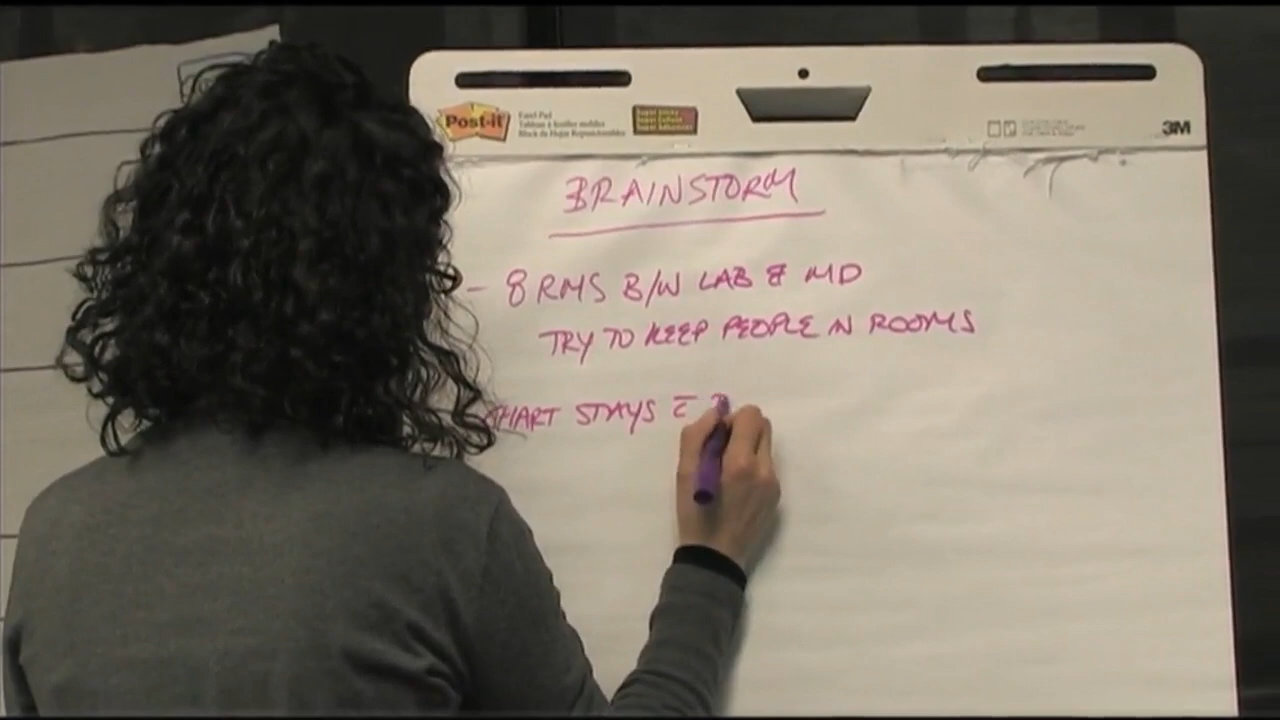 Post-it
3M
BRAINSTORM
- 8 RMS B/W LAB & MD
TRY TO KEEP PEOPLE IN ROOMS
CHART STAYS c̄